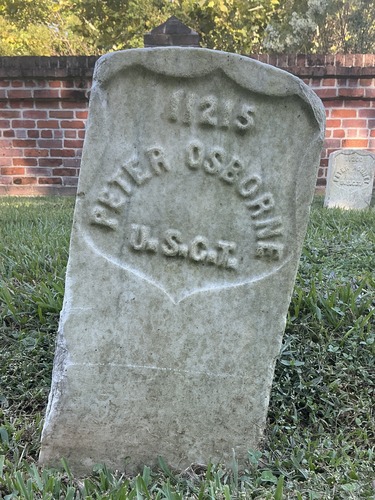 11215
PETER OSBORNE
U.S.C.T.